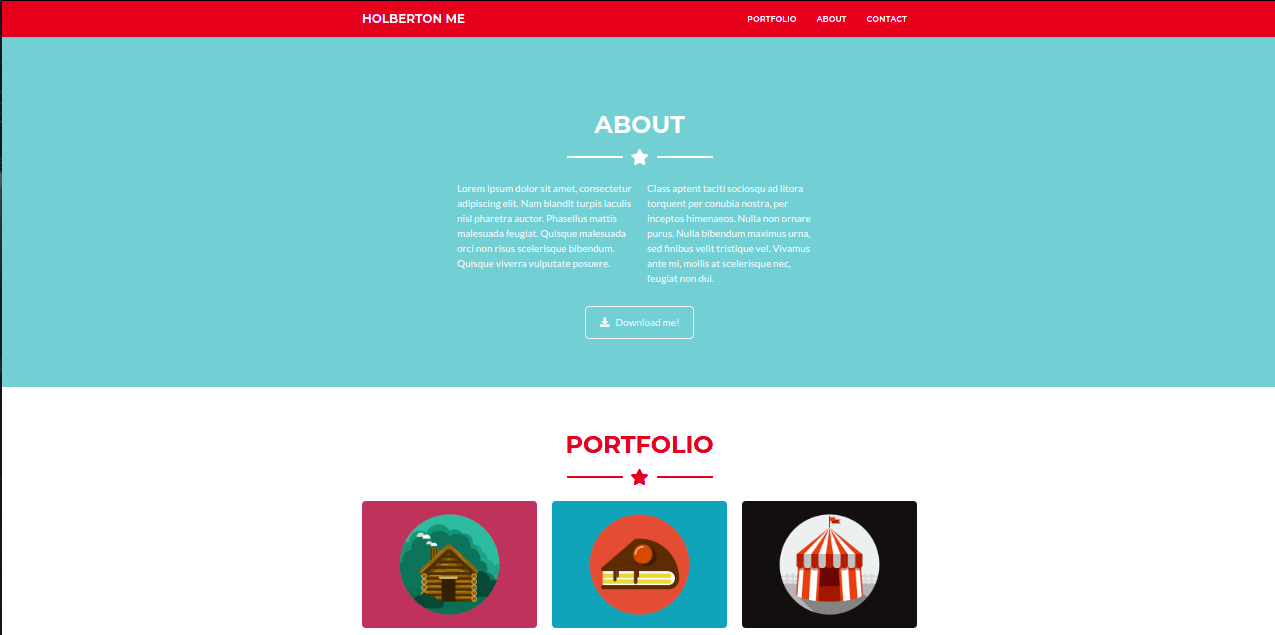 HOLBERTON ME
PORTFOLIO ABOUT CONTACT
ABOUT
Lorem ipsum dolor sit amet, consectetur
adipiscing elit. Nam blandit turpis iaculis
nisl pharetra auctor. Phasellus mattis
malesuada feugiat. Quisque malesuada
orci non risus scelerisque bibendum.
Quisque viverra vulputate posuere.
Class aptent taciti sociosqu ad litora
torquent per conubia nostra, per
inceptos himenaeos. Nulla non ornare
purus. Nulla bibendum maximus urna,
sed finibus velit tristique vel. Vivamus
ante mi, mollis at scelerisque nec,
feugiat non dui.
Download me!
PORTFOLIO